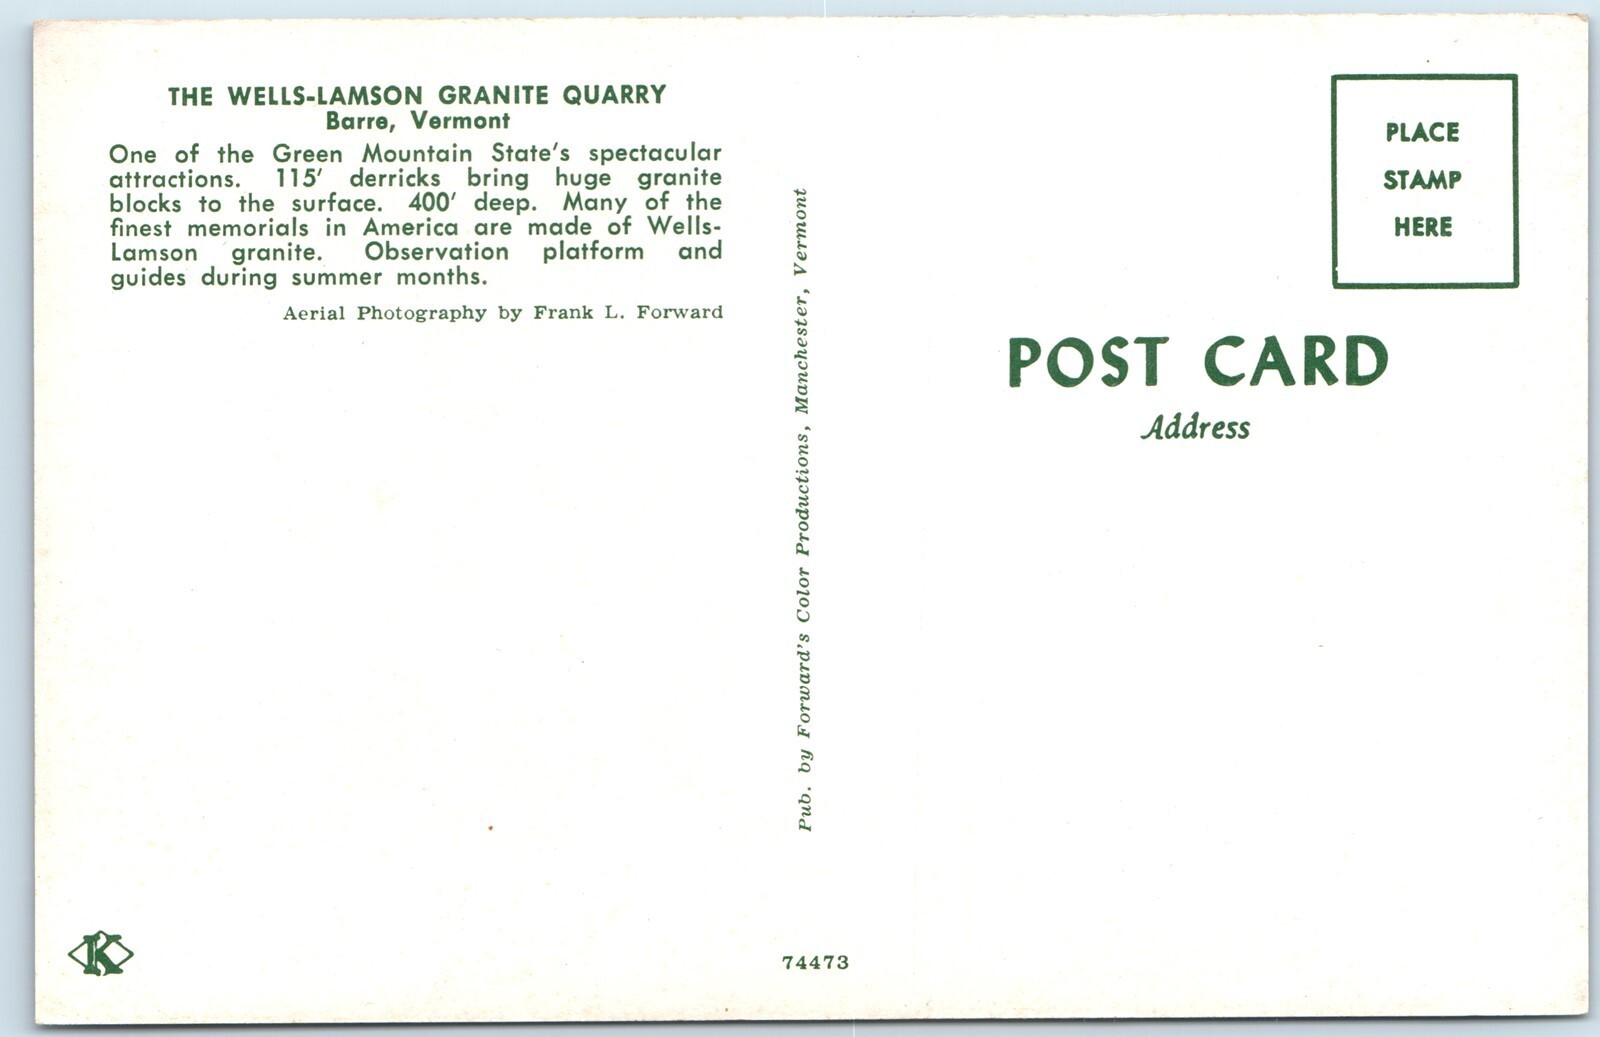 THE WELLS-LAMSON GRANITE QUARRY
Barre, Vermont
One of the Green Mountain State's spectacular
attractions. 115' derricks bring huge granite
blocks to the surface. 400' deep. Many of the
finest memorials in America are made of Wells-
Lamson granite. Observation platform and
guides during summer months.
Aerial Photography by Frank L. Forward
K
Pub. by Forward's Color Productions, Manchester, Vermont
74473
PLACE
STAMP
HERE
POST CARD
Address